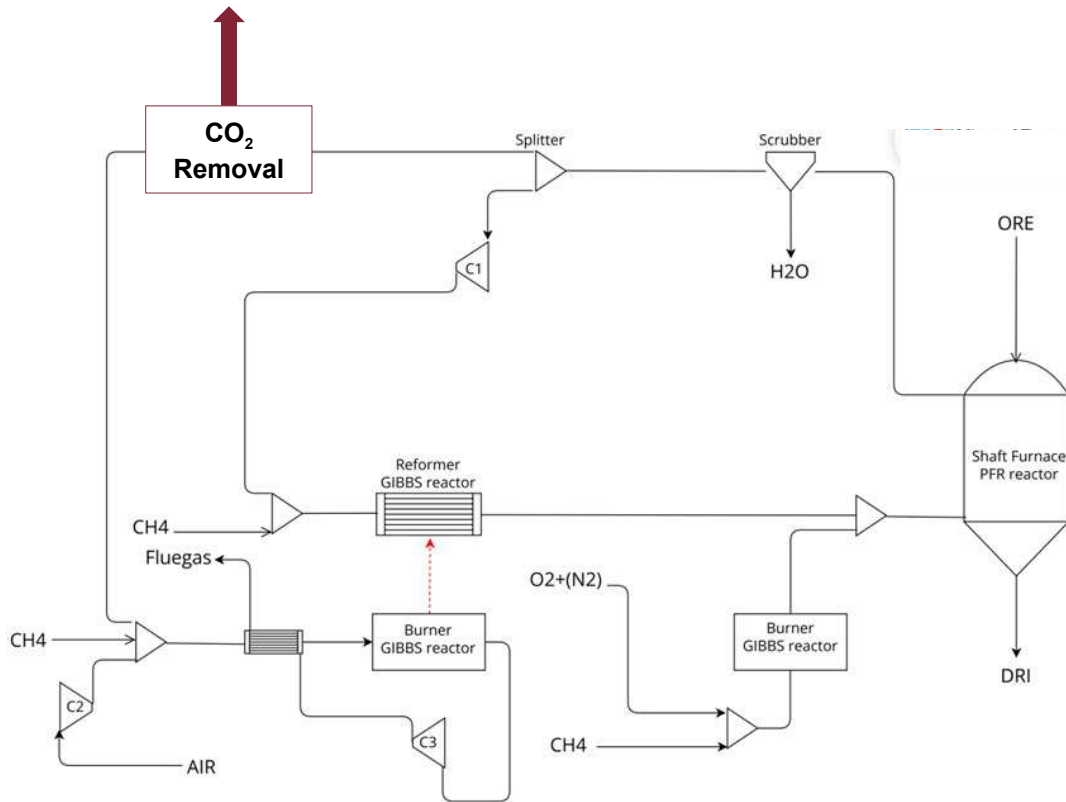 CO₂
Removal
Splitter
Scrubber
ORE
C1
H2O
Reformer
GIBBS reactor
Shaft Furnace
PFR reactor
CH4
Fluegas
O2+(N2)
CH4
Burner
GIBBS reactor
Burner
GIBBS reactor
DRI
C2
C3
CH4
AIR